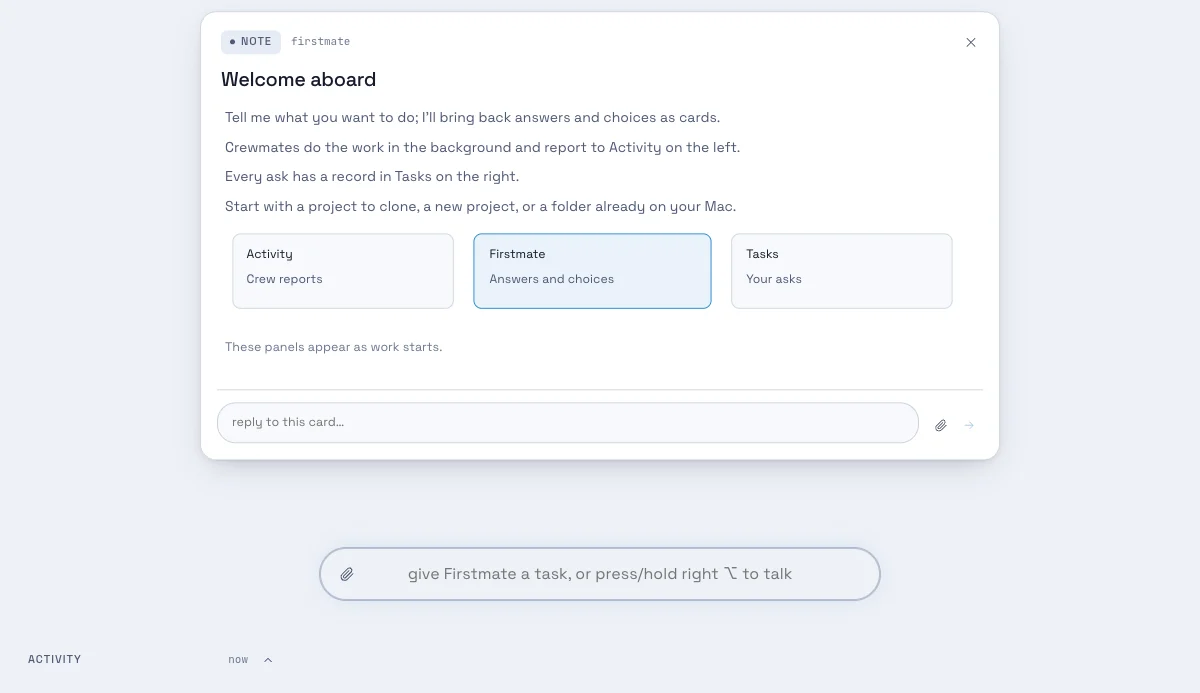 NOTE firstmate
Welcome aboard
Tell me what you want to do; I'll bring back answers and choices as cards.
Crewmates do the work in the background and report to Activity on the left.
Every ask has a record in Tasks on the right.
Start with a project to clone, a new project, or a folder already on your Mac.
Activity
Crew reports
Firstmate
Answers and choices
Tasks
Your asks
These panels appear as work starts.
reply to this card...
give Firstmate a task, or press/hold right ⌥ to talk
ACTIVITY now